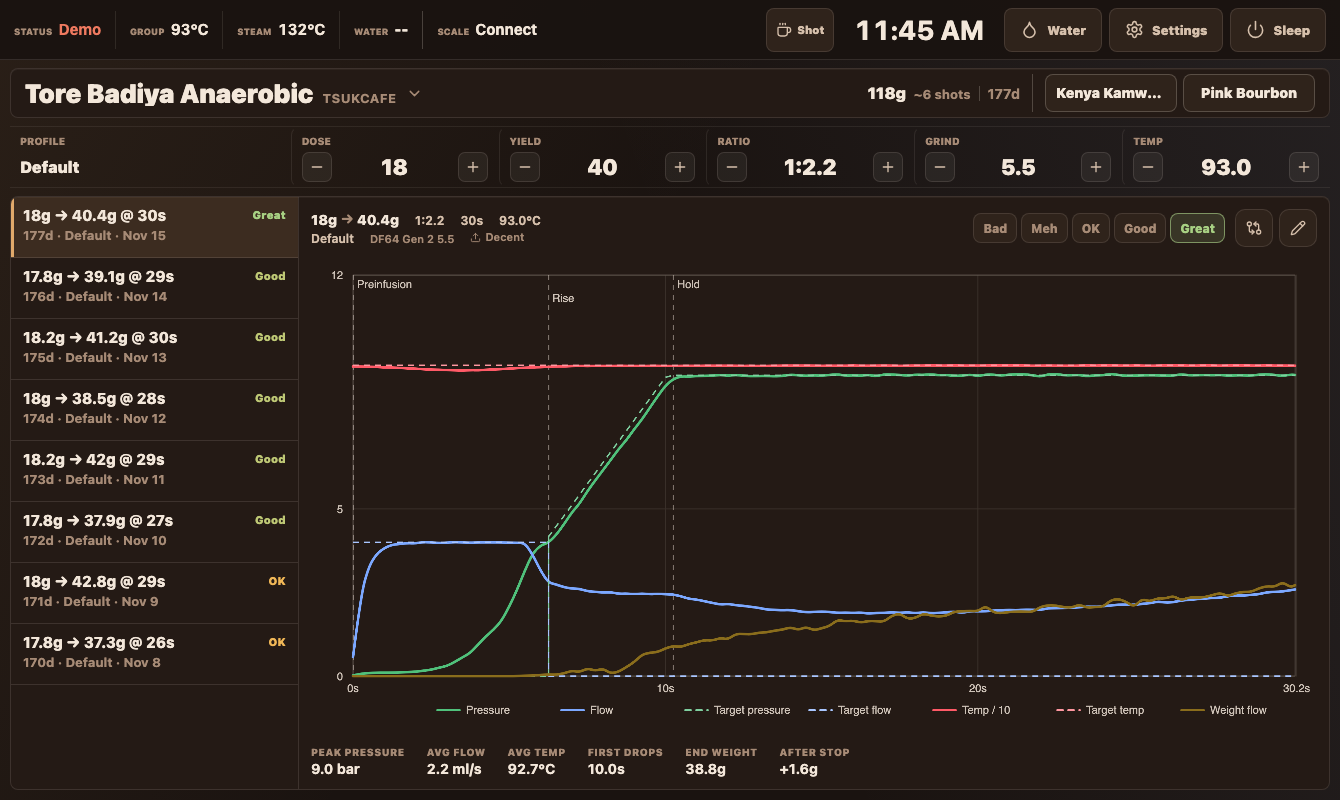 STATUS Demo GROUP 93°C STEAM 132°C WATER -- SCALE Connect Shot 11:45 AM Water Settings Sleep
Tore Badiya Anaerobic TSUKCAFE 118g ~6 shots 177d Kenya Kamw... Pink Bourbon
PROFILE DOSE YIELD RATIO GRIND TEMP
Default − 18 + − 40 + − 1:2.2 + − 5.5 + − 93.0 +
18g → 40.4g @ 30s Great
177d · Default · Nov 15
17.8g → 39.1g @ 29s Good
176d · Default · Nov 14
18.2g → 41.2g @ 30s Good
175d · Default · Nov 13
18g → 38.5g @ 28s Good
174d · Default · Nov 12
18.2g → 42g @ 29s Good
173d · Default · Nov 11
17.8g → 37.9g @ 27s Good
172d · Default · Nov 10
18g → 42.8g @ 29s OK
171d · Default · Nov 9
17.8g → 37.3g @ 26s OK
170d · Default · Nov 8
18g → 40.4g 1:2.2 30s 93.0°C
Default DF64 Gen 2 5.5 Decent
Bad Meh OK Good Great
12
Preinfusion Hold
Rise
5
0
0s 10s 20s 30.2s
Pressure Flow Target pressure Target flow Temp / 10 Target temp Weight flow
PEAK PRESSURE AVG FLOW AVG TEMP FIRST DROPS END WEIGHT AFTER STOP
9.0 bar 2.2 ml/s 92.7°C 10.0s 38.8g +1.6g